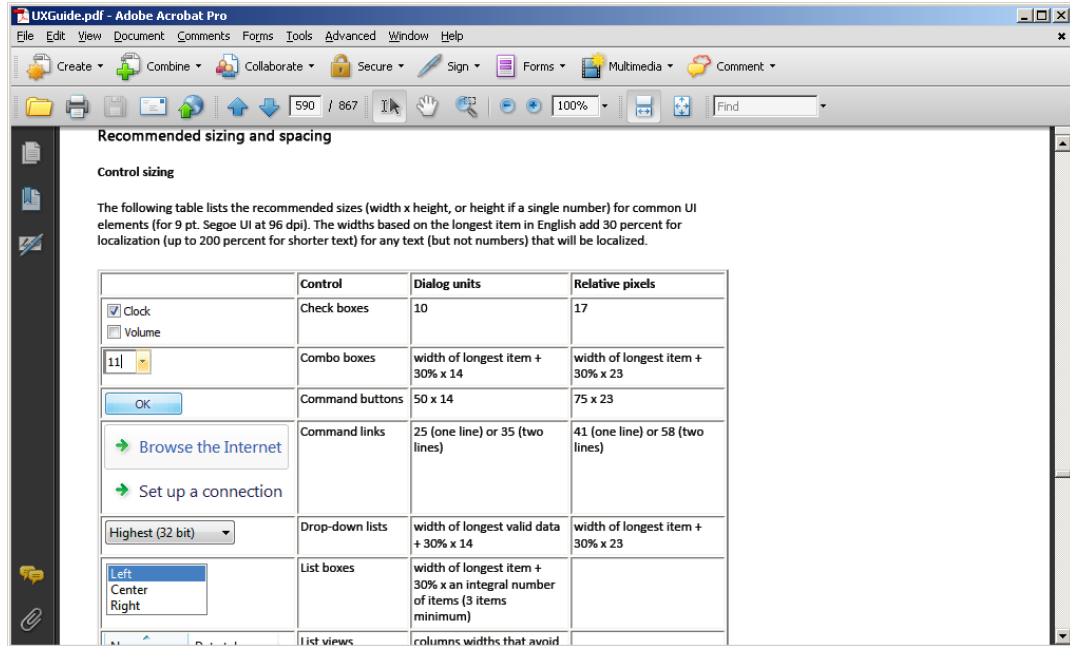 UXGuide.pdf - Adobe Acrobat Pro
File Edit View Document Comments Forms Tools Advanced Window Help
Create Combine Collaborate Secure Sign Forms Multimedia Comment
590 / 867 100% Find
Recommended sizing and spacing
Control sizing
The following table lists the recommended sizes (width x height, or height if a single number) for common UI
elements (for 9 pt. Segoe UI at 96 dpi). The widths based on the longest item in English add 30 percent for
localization (up to 200 percent for shorter text) for any text (but not numbers) that will be localized.
Control Dialog units Relative pixels
Clock Check boxes 10 17
Volume
11 Combo boxes width of longest item + width of longest item +
30% x 14 30% x 23
OK Command buttons 50 x 14 75 x 23
Command links 25 (one line) or 35 (two 41 (one line) or 58 (two
Browse the Internet lines) lines)
Set up a connection
Highest (32 bit) Drop-down lists width of longest valid data width of longest item +
+ 30% x 14 30% x 23
Left List boxes width of longest item +
Center 30% x an integral number
Right of items (3 items
minimum)
List views columns widths that avoid